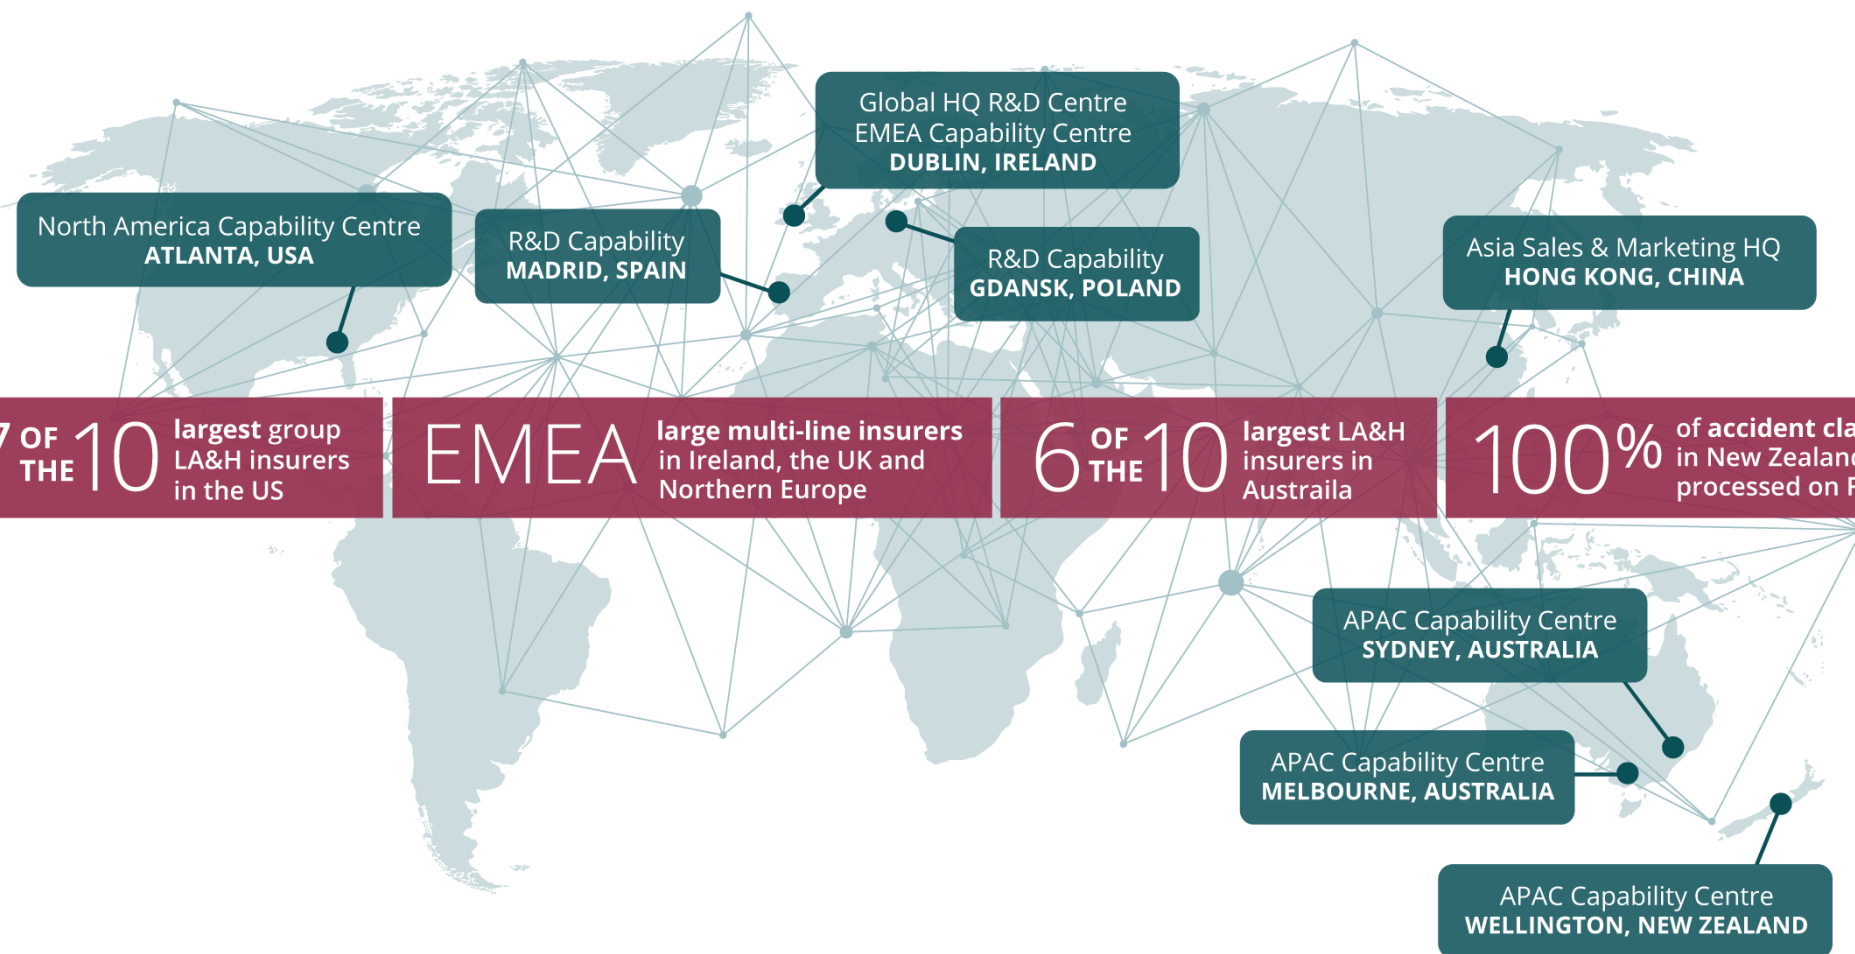 Global HQ R&D Centre
EMEA Capability Centre
DUBLIN, IRELAND
North America Capability Centre
ATLANTA, USA
R&D Capability
MADRID, SPAIN
R&D Capability
GDANSK, POLAND
Asia Sales & Marketing HQ
HONG KONG, CHINA
7 OF THE 10
largest group
LA&H insurers
in the US
EMEA
large multi-line insurers
in Ireland, the UK and
Northern Europe
6 OF THE 10
largest LA&H
insurers in
Austraila
100%
of accident
in New
processed on
APAC Capability Centre
SYDNEY, AUSTRALIA
APAC Capability Centre
MELBOURNE, AUSTRALIA
APAC Capability Centre
WELLINGTON, NEW ZEALAND